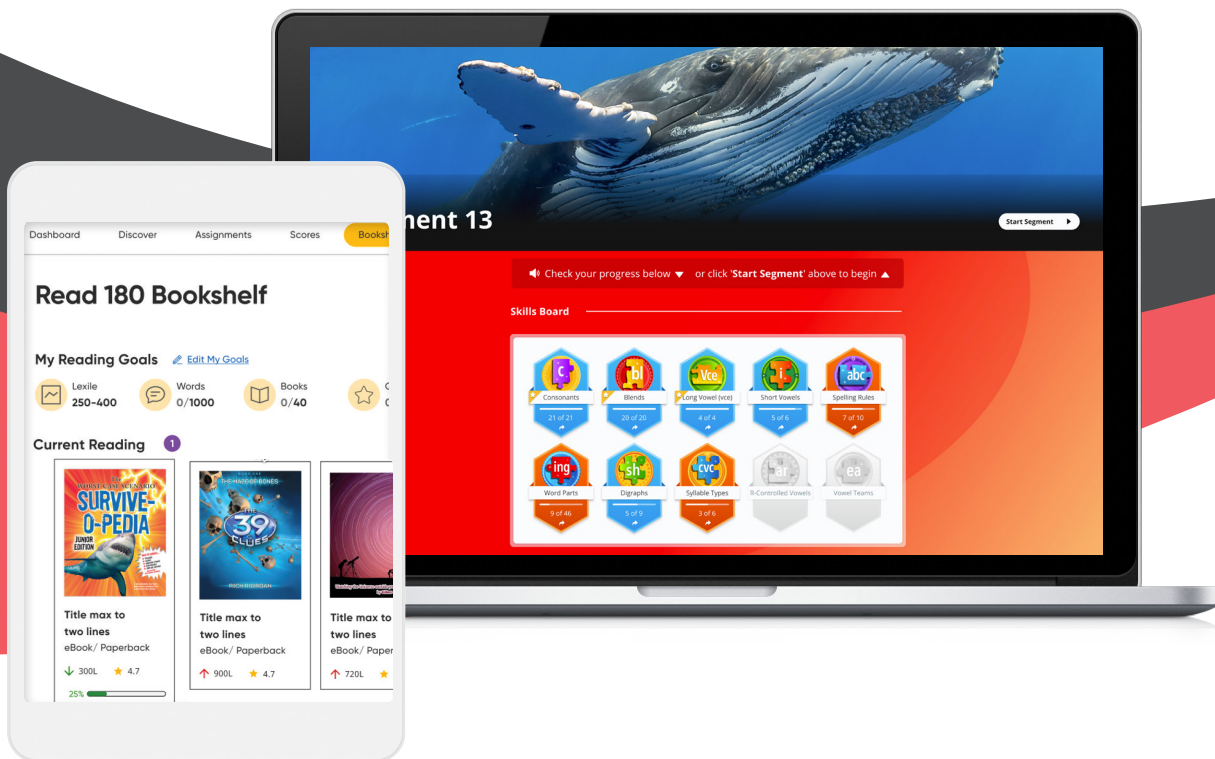 Dashboard Discover Assignments Scores Booksh
Read 180 Bookshelf
My Reading Goals Edit My Goals
Lexile
250-400
Words
0/1000
Books
0/40
Current Reading 1
WORST-CASE SCENARIO
SURVIVE-
O-PEDIA
JUNIOR
EDITION
Title max to
two lines
eBook/ Paperback
300L 4.7
25%
THE MAZE OF BONES
THE
39
CLUES
RICK RIORDAN
Title max to
two lines
eBook/ Paperback
900L 4.7
Title max to
two lines
eBook/ Paper
720L
ment 13
Start Segment
Check your progress below or click 'Start Segment' above to begin
Skills Board
c
Consonants
21 of 21
bl
Blends
20 of 20
Vce
Long Vowel (vce)
4 of 4
i
Short Vowels
5 of 6
abc
Spelling Rules
7 of 10
ing
Word Parts
9 of 46
sh
Digraphs
5 of 9
cvc
Syllable Types
3 of 6
ar
R-Controlled Vowels
ea
Vowel Teams